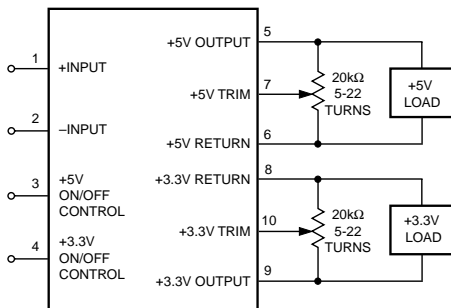 1 +INPUT
2 –INPUT
3 +5V
ON/OFF
CONTROL
4 +3.3V
ON/OFF
CONTROL
+5V OUTPUT 5
+5V TRIM 7
+5V RETURN 6
+3.3V RETURN 8
+3.3V TRIM 10
+3.3V OUTPUT 9
20kΩ
5-22
TURNS
+5V
LOAD
20kΩ
5-22
TURNS
+3.3V
LOAD